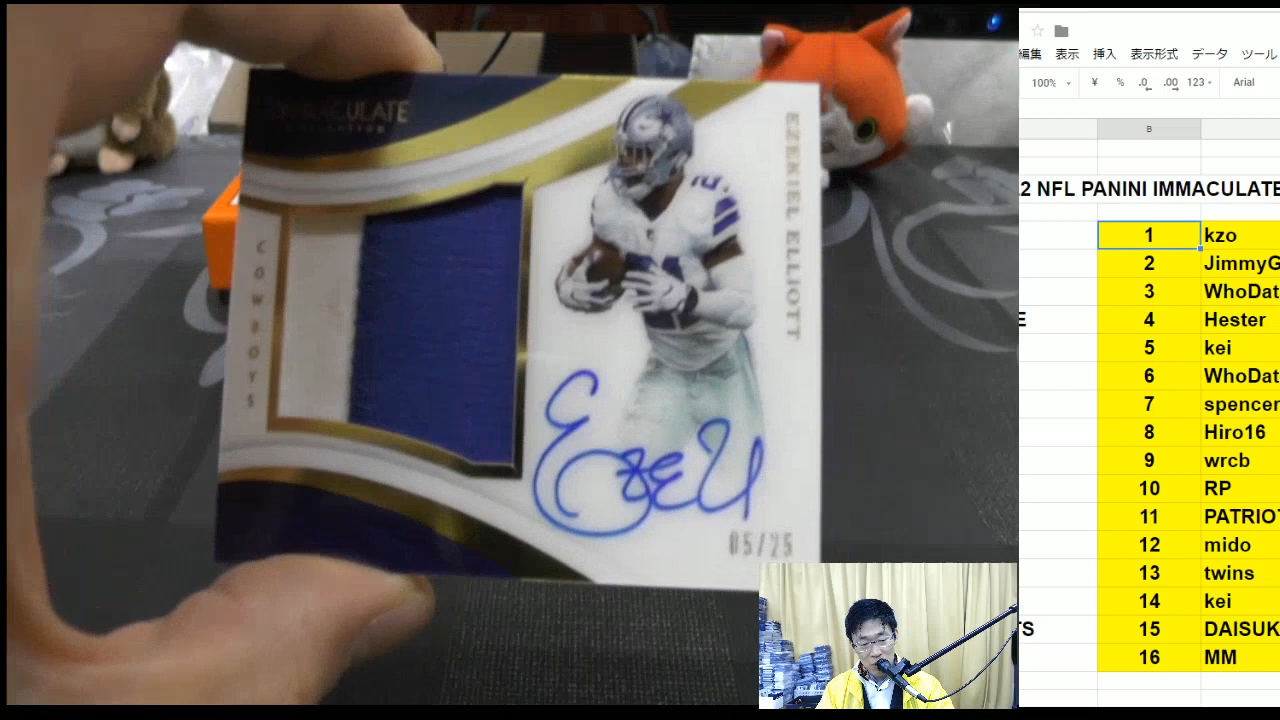 IMMACULATE
COLLECTION
EZEKIEL ELLIOTT
COWBOYS
05/25
編集 表示 挿入 表示形式 データ ツール
100% ¥ % .0 .00 123 Arial
B
2 NFL PANINI IMMACULATE
1 kzo
2 JimmyG
3 WhoDat
E 4 Hester
5 kei
6 WhoDat
7 spencer
8 Hiro16
9 wrcb
10 RP
11 PATRIOT
12 mido
13 twins
14 kei
TS 15 DAISUK
16 MM